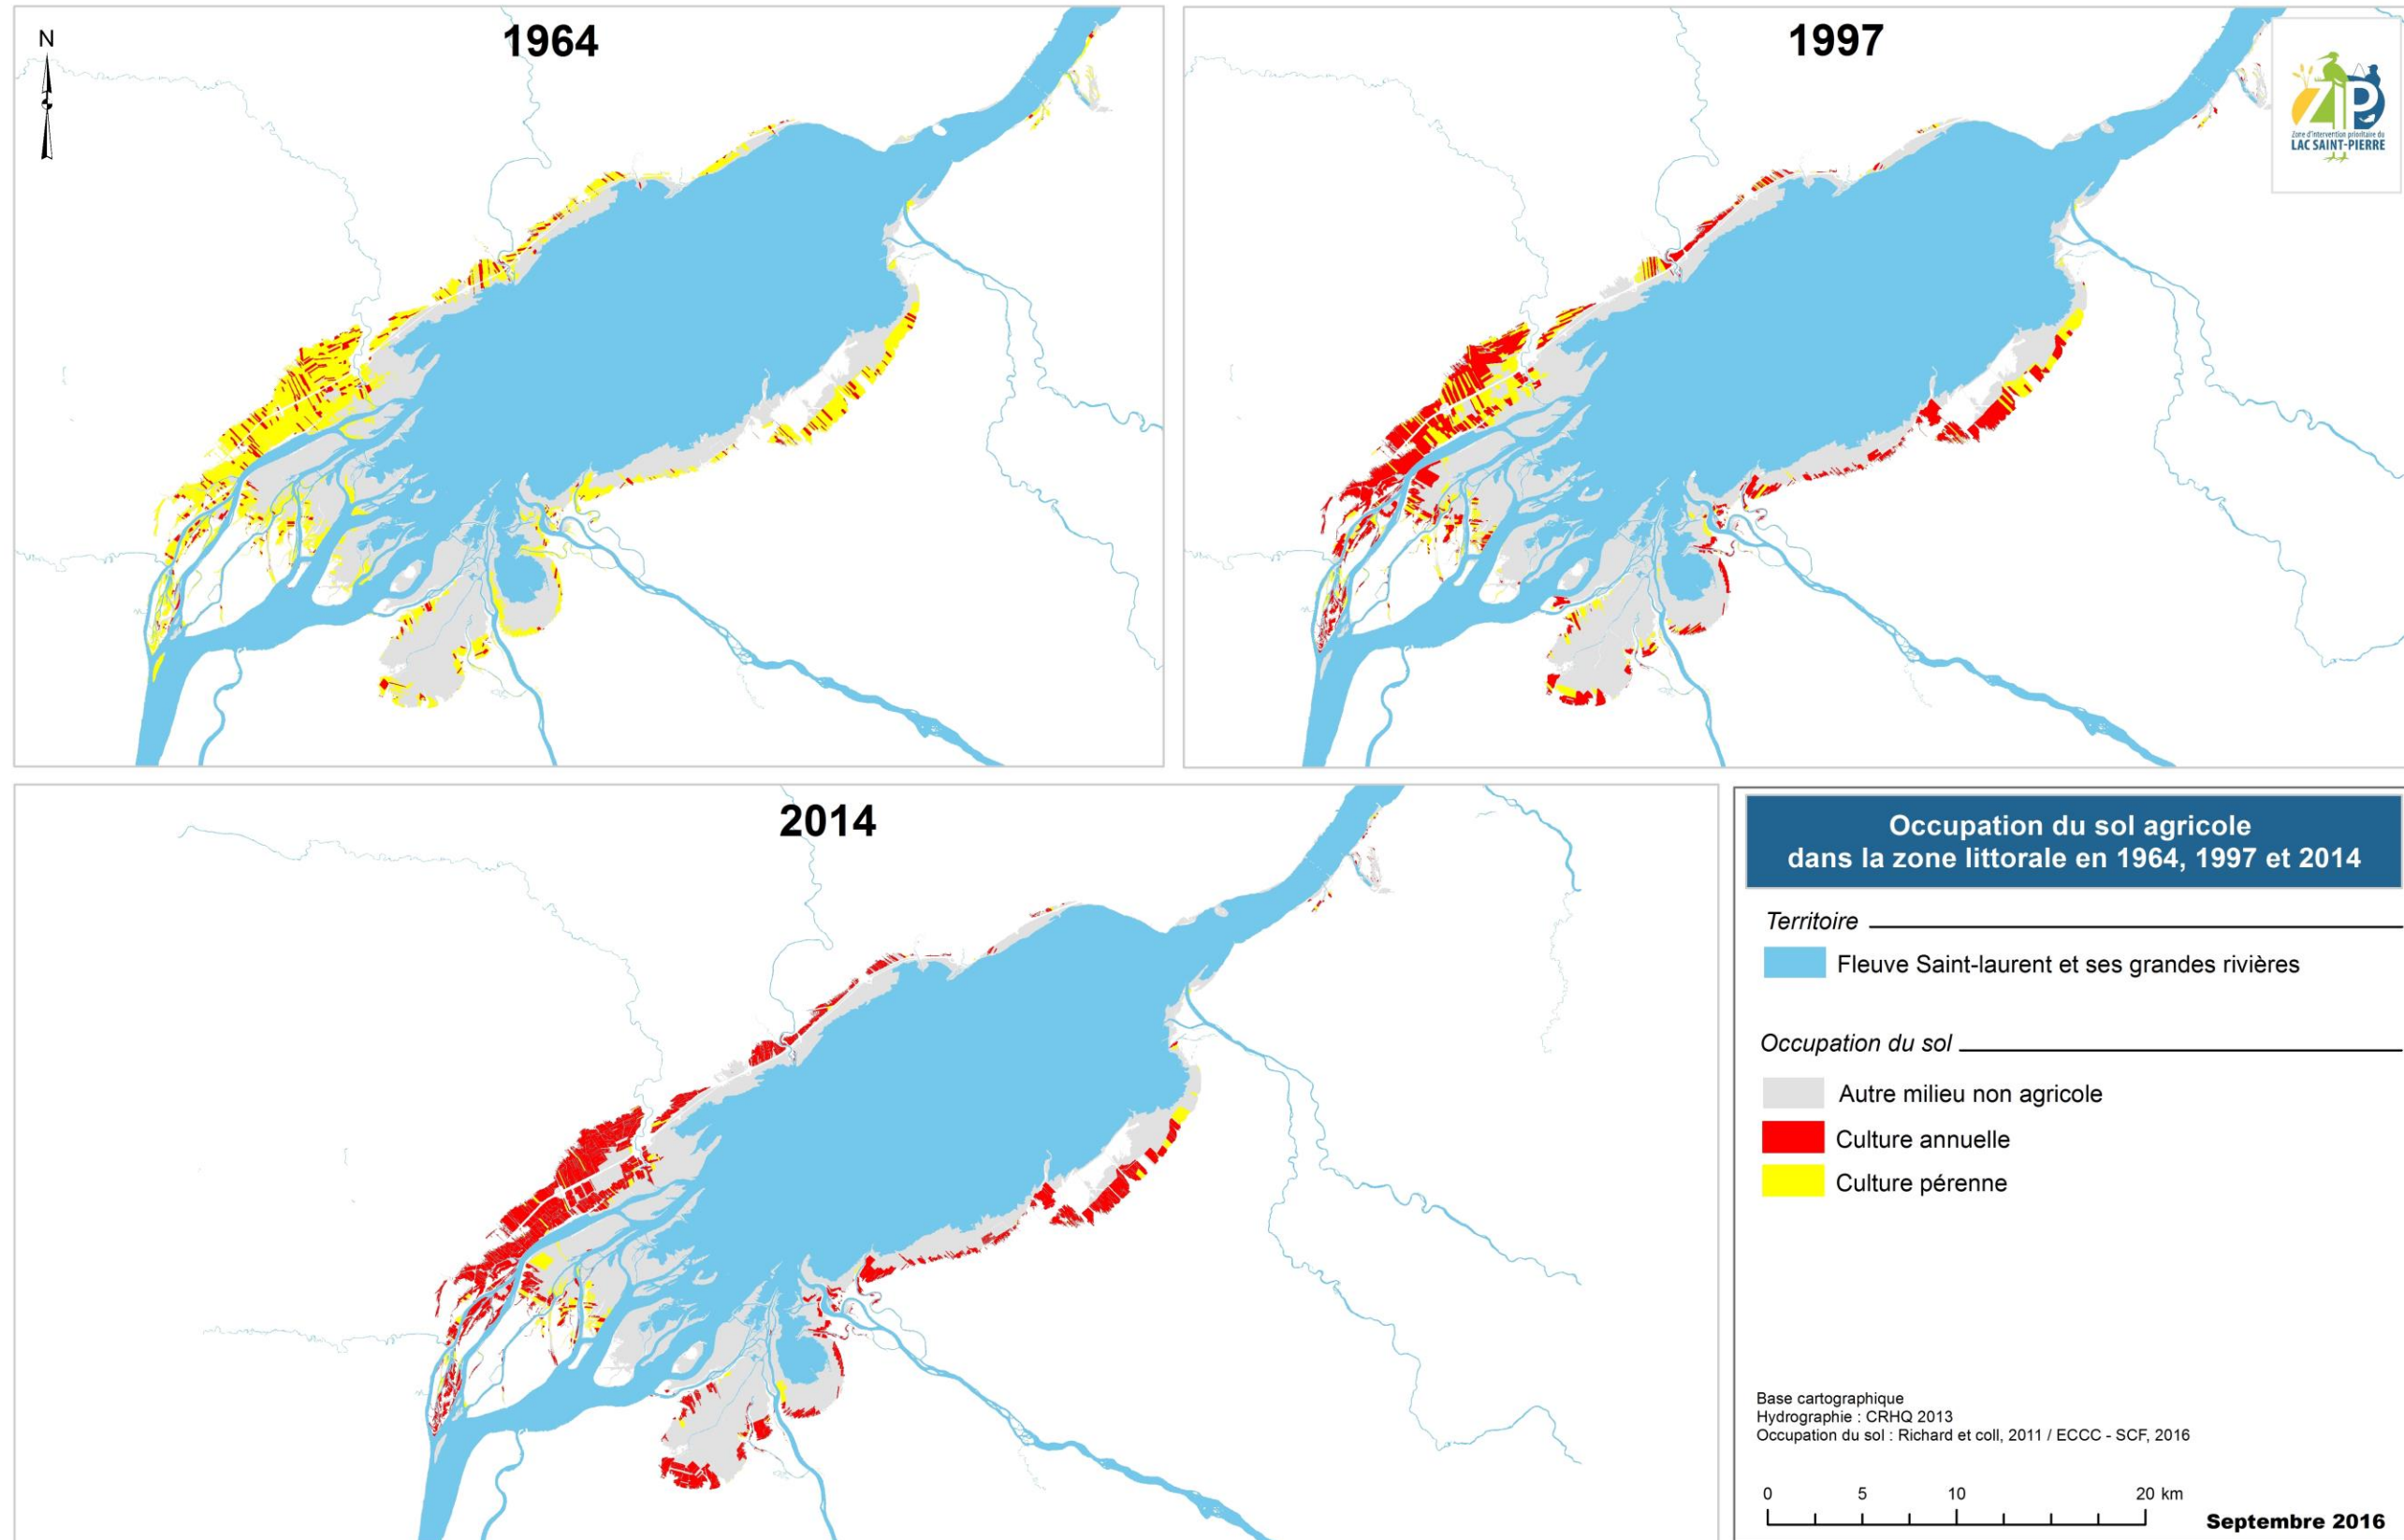 N
1964
1997
ZIP
Zone d'intervention prioritaire du
LAC SAINT-PIERRE
2014
Occupation du sol agricole
dans la zone littorale en 1964, 1997 et 2014
Territoire
Fleuve Saint-laurent et ses grandes rivières
Occupation du sol
Autre milieu non agricole
Culture annuelle
Culture pérenne
Base cartographique
Hydrographie : CRHQ 2013
Occupation du sol : Richard et coll, 2011 / ECCC - SCF, 2016
0 5 10 20 km
Septembre 2016